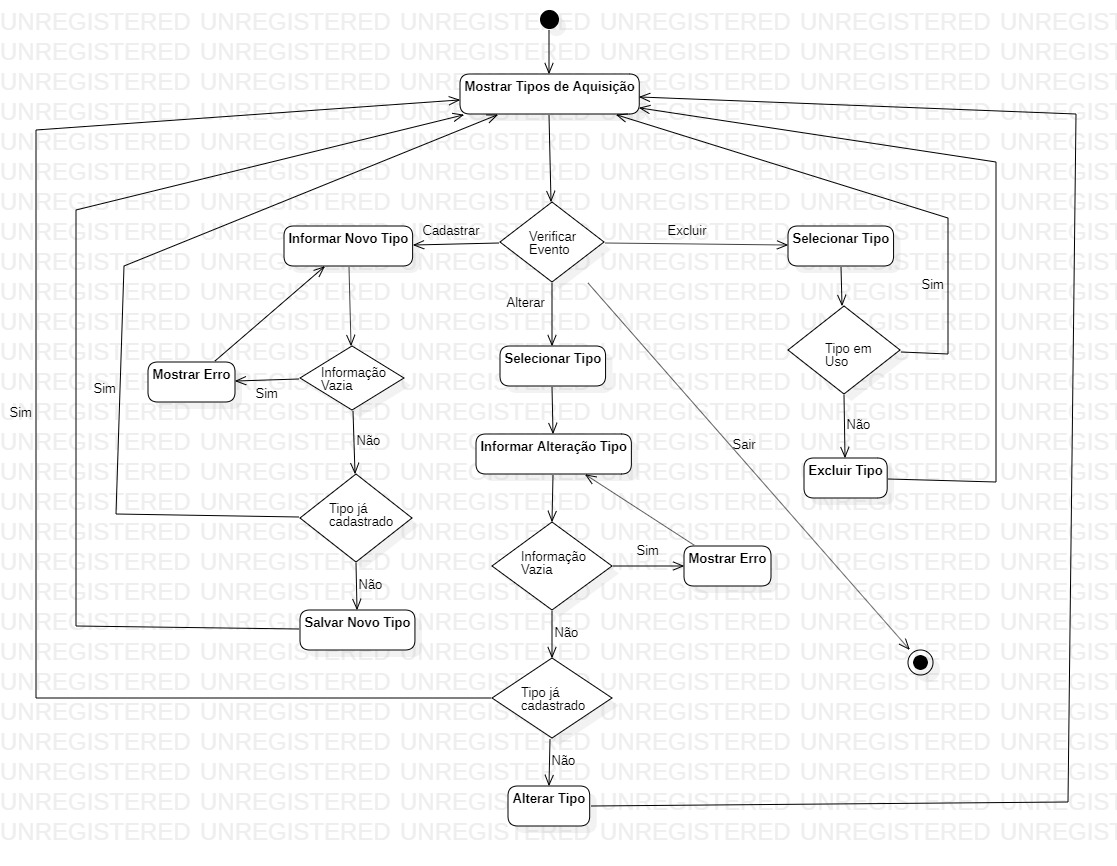 Mostrar Tipos de Aquisição
Cadastrar
Excluir
Informar Novo Tipo
Verificar
Evento
Selecionar Tipo
Sim
Alterar
Tipo em
Uso
Selecionar Tipo
Mostrar Erro
Informação
Vazia
Sim
Sim
Sim
Não
Não
Informar Alteração Tipo
Sair
Excluir Tipo
Tipo já
cadastrado
Informação
Vazia
Sim
Mostrar Erro
Não
Salvar Novo Tipo
Não
Tipo já
cadastrado
Não
Alterar Tipo
UNREGISTERED